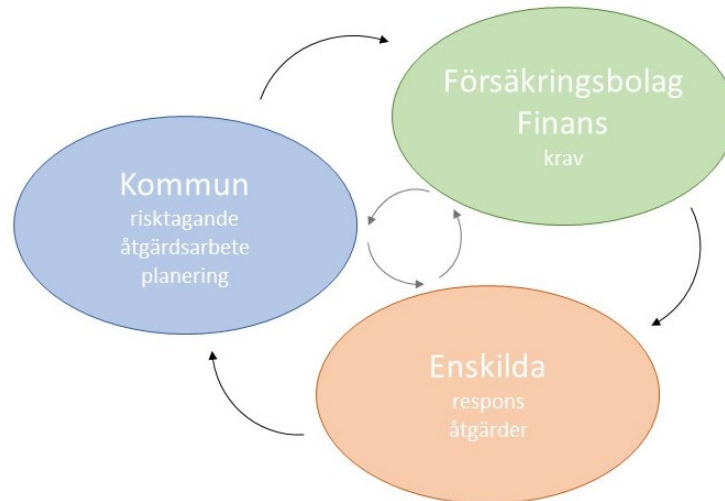 Försäkringsbolag
Finans
krav
Kommun
risktagande
åtgärdsarbete
planering
Enskilda
respons
åtgärder